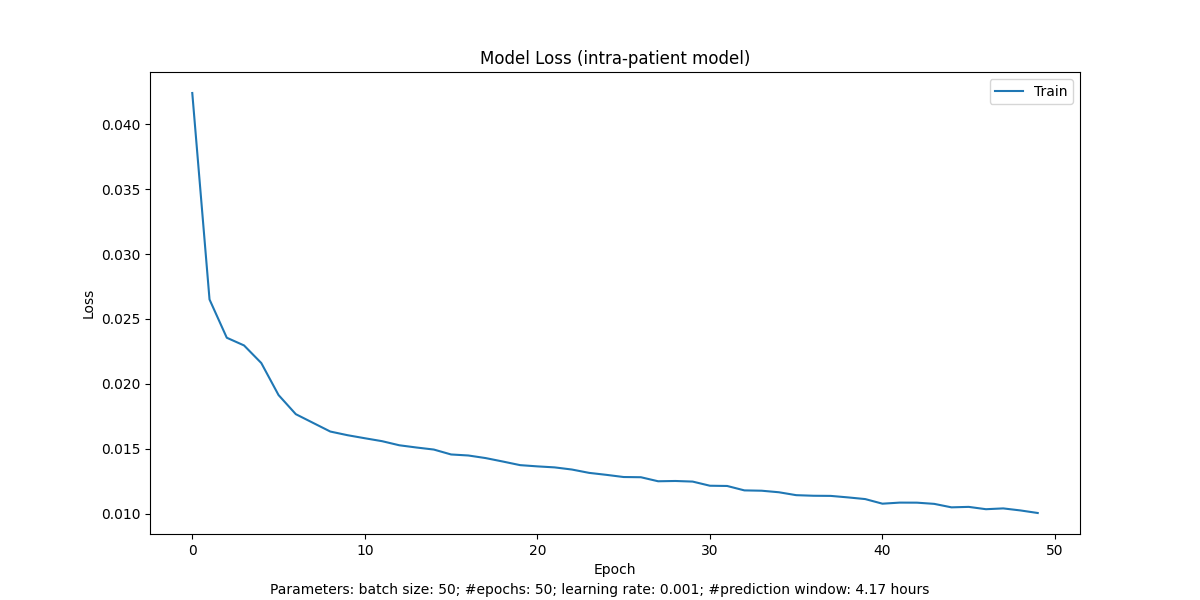 Model Loss (intra-patient model)
Train
0.040
0.035
0.030
0.025
0.020
0.015
0.010
Loss
0 10 20 30 40 50
Epoch
Parameters: batch size: 50; #epochs: 50; learning rate: 0.001; #prediction window: 4.17 hours